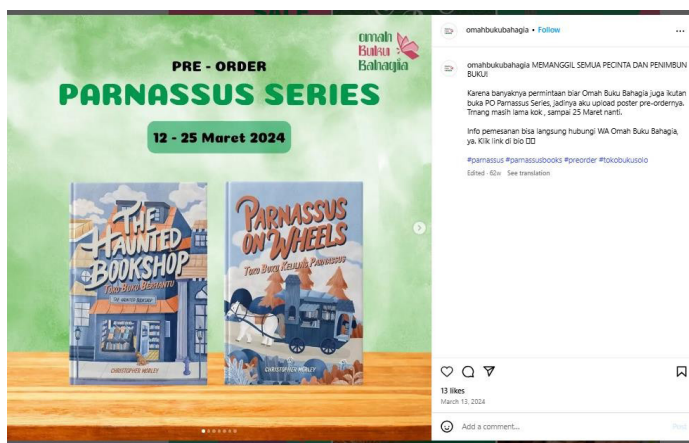 omah
Buku
Bahagia
PRE - ORDER
PARNASSUS SERIES
12 - 25 Maret 2024
THE
HAUNTED
BOOKSHOP
TOKO BUKU BERHANTU
THE HAUNTED BOOKSHOP
CHRISTOPHER MORLEY
PARNASSUS
ON WHEELS
TOKO BUKU KELILING PARNASSUS
CHRISTOPHER MORLEY
omahbukubahagia • Follow
omahbukubahagia MEMANGGIL SEMUA PECINTA DAN PENIMBUN
BUKU!
Karena banyaknya permintaan biar Omah Buku Bahagia juga ikutan
buka PO Parnassus Series, jadinya aku upload poster pre-ordernya.
Tmang masih lama kok , sampai 25 Maret nanti.
Info pemesanan bisa langsung hubungi WA Omah Buku Bahagia,
ya. Klik link di bio
#parnassus #parnassusbooks #preorder #tokobukusolo
Edited · 62w See translation
13 likes
March 13, 2024
Add a comment...
Post